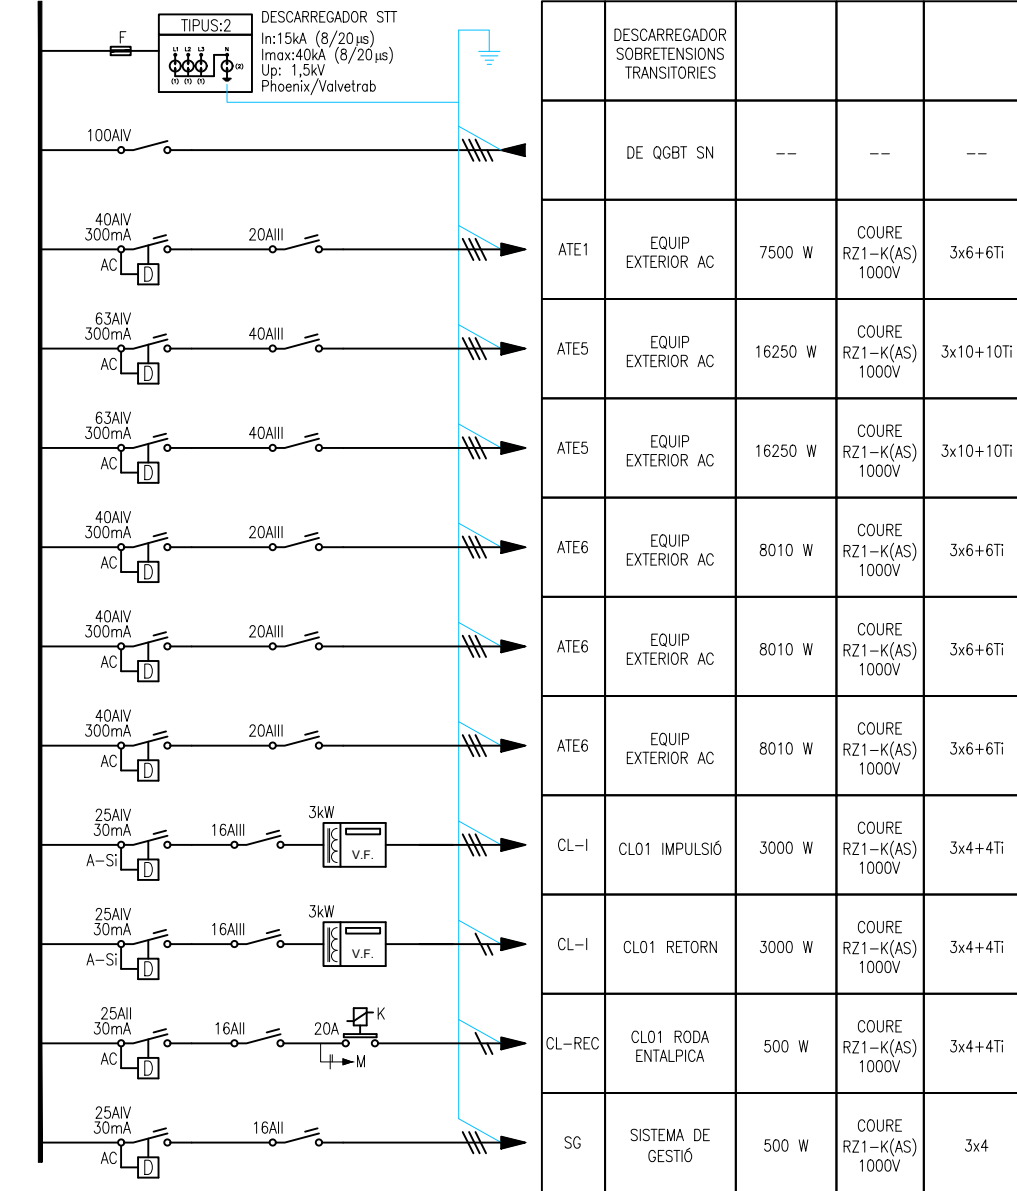 F
TIPUS:2
L1 L2 L3 N
(1) (1) (1) (2)
DESCARREGADOR STT
In:15kA (8/20µs)
Imax:40kA (8/20µs)
Up: 1,5kV
Phoenix/Valvetrab
DESCARREGADOR
SOBRETENSIONS
TRANSITORIES
100AIV
DE QGBT SN
-- -- --
40AIV
300mA
AC
D
20AIII
ATE1
EQUIP
EXTERIOR AC
7500 W
COURE
RZ1-K(AS)
1000V
3x6+6Ti
63AIV
300mA
AC
D
40AIII
ATE5
EQUIP
EXTERIOR AC
16250 W
COURE
RZ1-K(AS)
1000V
3x10+10Ti
63AIV
300mA
AC
D
40AIII
ATE5
EQUIP
EXTERIOR AC
16250 W
COURE
RZ1-K(AS)
1000V
3x10+10Ti
40AIV
300mA
AC
D
20AIII
ATE6
EQUIP
EXTERIOR AC
8010 W
COURE
RZ1-K(AS)
1000V
3x6+6Ti
40AIV
300mA
AC
D
20AIII
ATE6
EQUIP
EXTERIOR AC
8010 W
COURE
RZ1-K(AS)
1000V
3x6+6Ti
40AIV
300mA
AC
D
20AIII
ATE6
EQUIP
EXTERIOR AC
8010 W
COURE
RZ1-K(AS)
1000V
3x6+6Ti
25AIV
30mA
A-Si
D
16AIII
3kW
V.F.
CL-I
CL01 IMPULSIÓ
3000 W
COURE
RZ1-K(AS)
1000V
3x4+4Ti
25AIV
30mA
A-Si
D
16AIII
3kW
V.F.
CL-I
CL01 RETORN
3000 W
COURE
RZ1-K(AS)
1000V
3x4+4Ti
25AII
30mA
AC
D
16AII
20A
K
M
CL-REC
CL01 RODA
ENTALPICA
500 W
COURE
RZ1-K(AS)
1000V
3x4+4Ti
25AIV
30mA
AC
D
16AII
SG
SISTEMA DE
GESTIÓ
500 W
COURE
RZ1-K(AS)
1000V
3x4